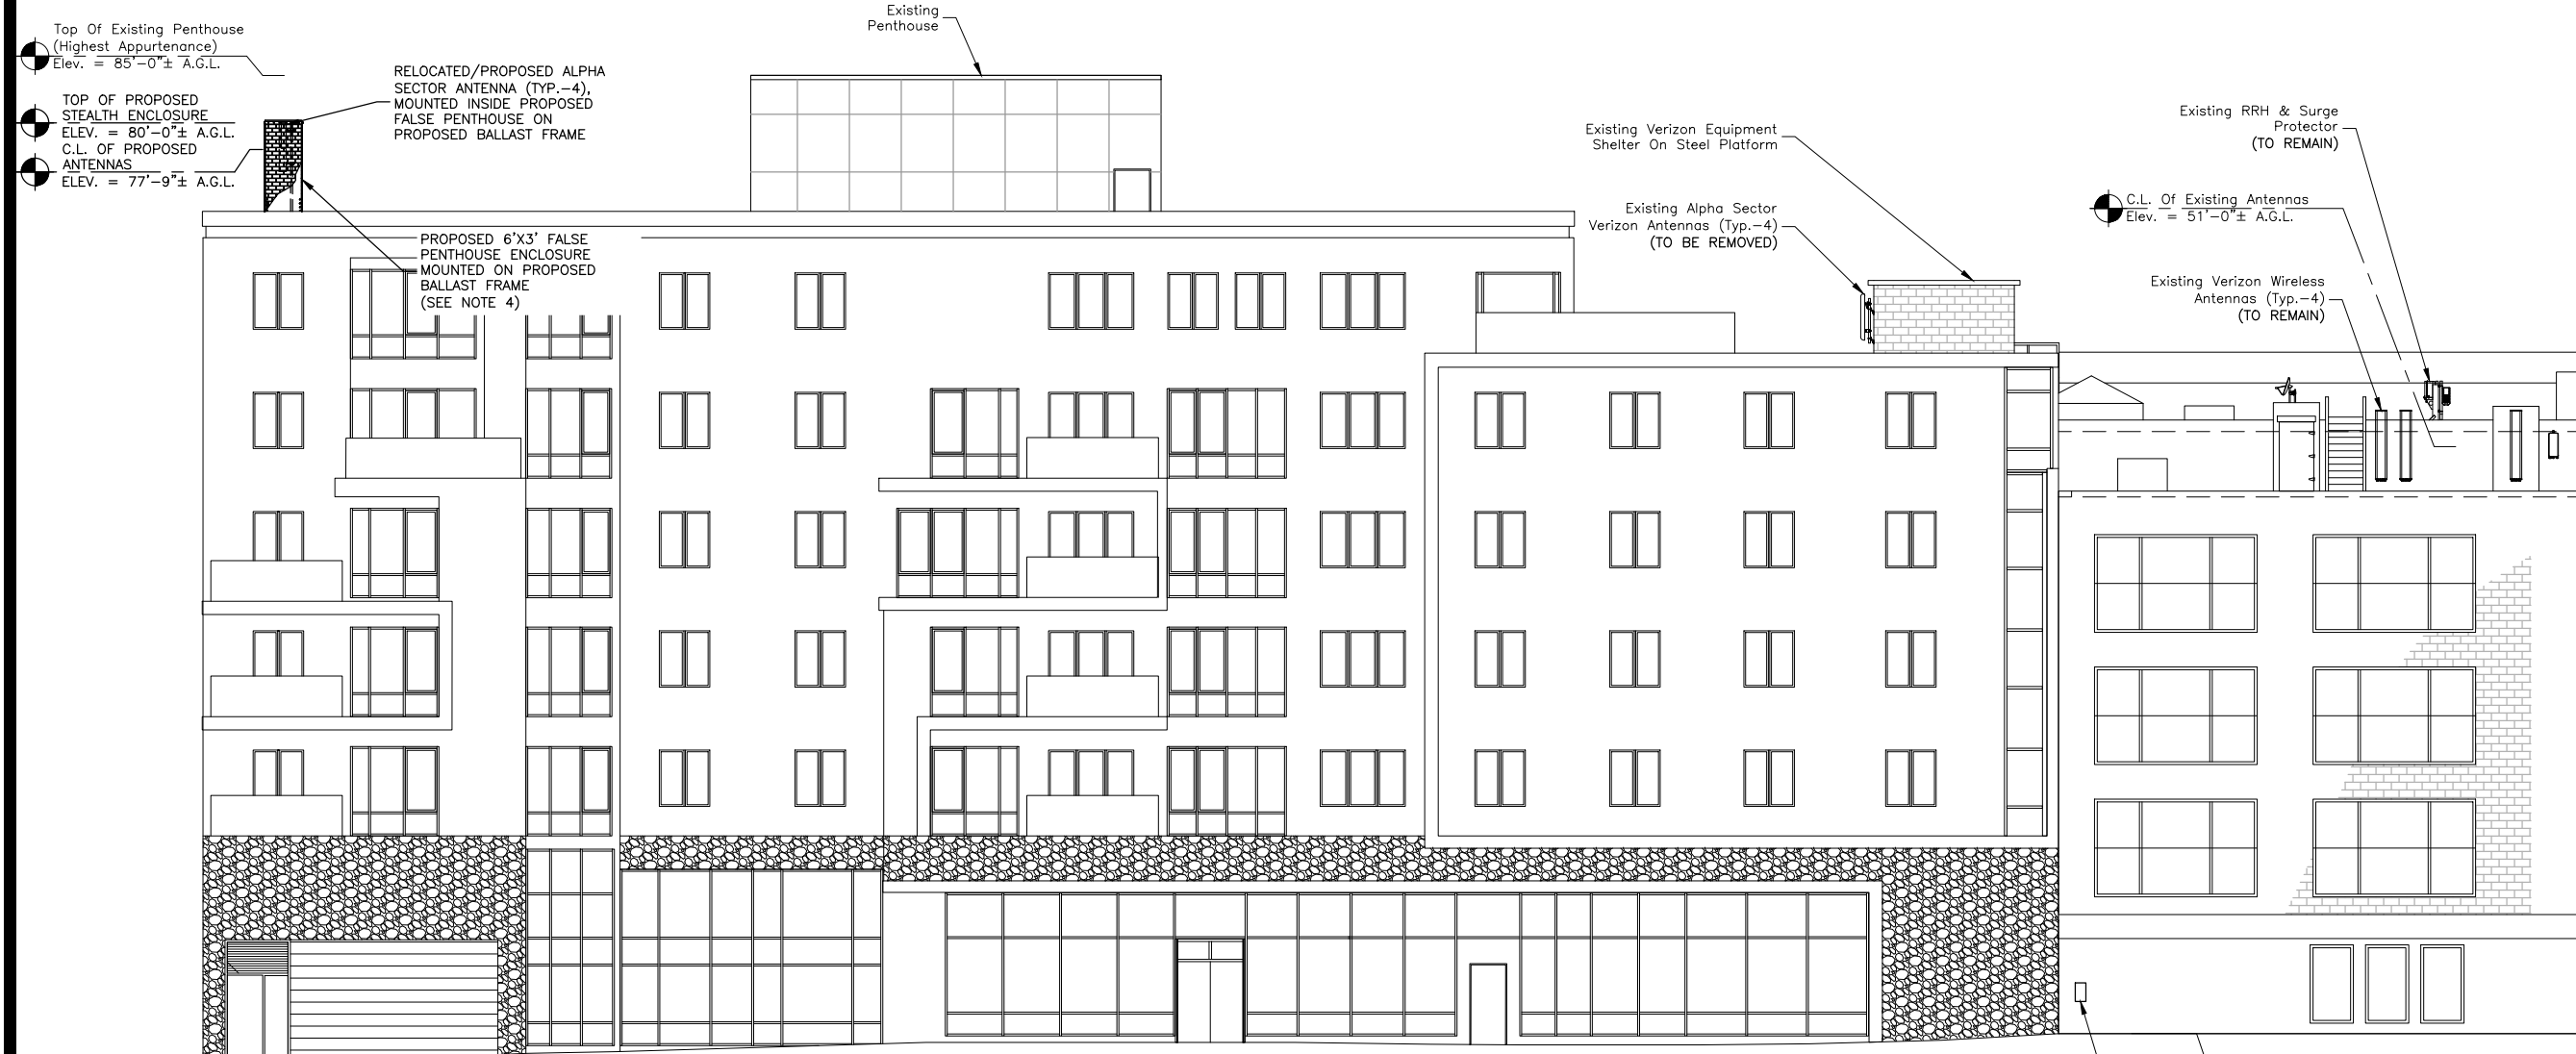 Top Of Existing Penthouse
(Highest Appurtenance)
Elev. = 85'-0"± A.G.L.
TOP OF PROPOSED
STEALTH ENCLOSURE
ELEV. = 80'-0"± A.G.L.
C.L. OF PROPOSED
ANTENNAS
ELEV. = 77'-9"± A.G.L.
RELOCATED/PROPOSED ALPHA
SECTOR ANTENNA (TYP.-4),
MOUNTED INSIDE PROPOSED
FALSE PENTHOUSE ON
PROPOSED BALLAST FRAME
PROPOSED 6'X3' FALSE
PENTHOUSE ENCLOSURE
MOUNTED ON PROPOSED
BALLAST FRAME
(SEE NOTE 4)
Existing
Penthouse
Existing Verizon Equipment
Shelter On Steel Platform
Existing Alpha Sector
Verizon Antennas (Typ.-4)
(TO BE REMOVED)
Existing RRH & Surge
Protector
(TO REMAIN)
C.L. Of Existing Antennas
Elev. = 51'-0"± A.G.L.
Existing Verizon Wireless
Antennas (Typ.-4)
(TO REMAIN)